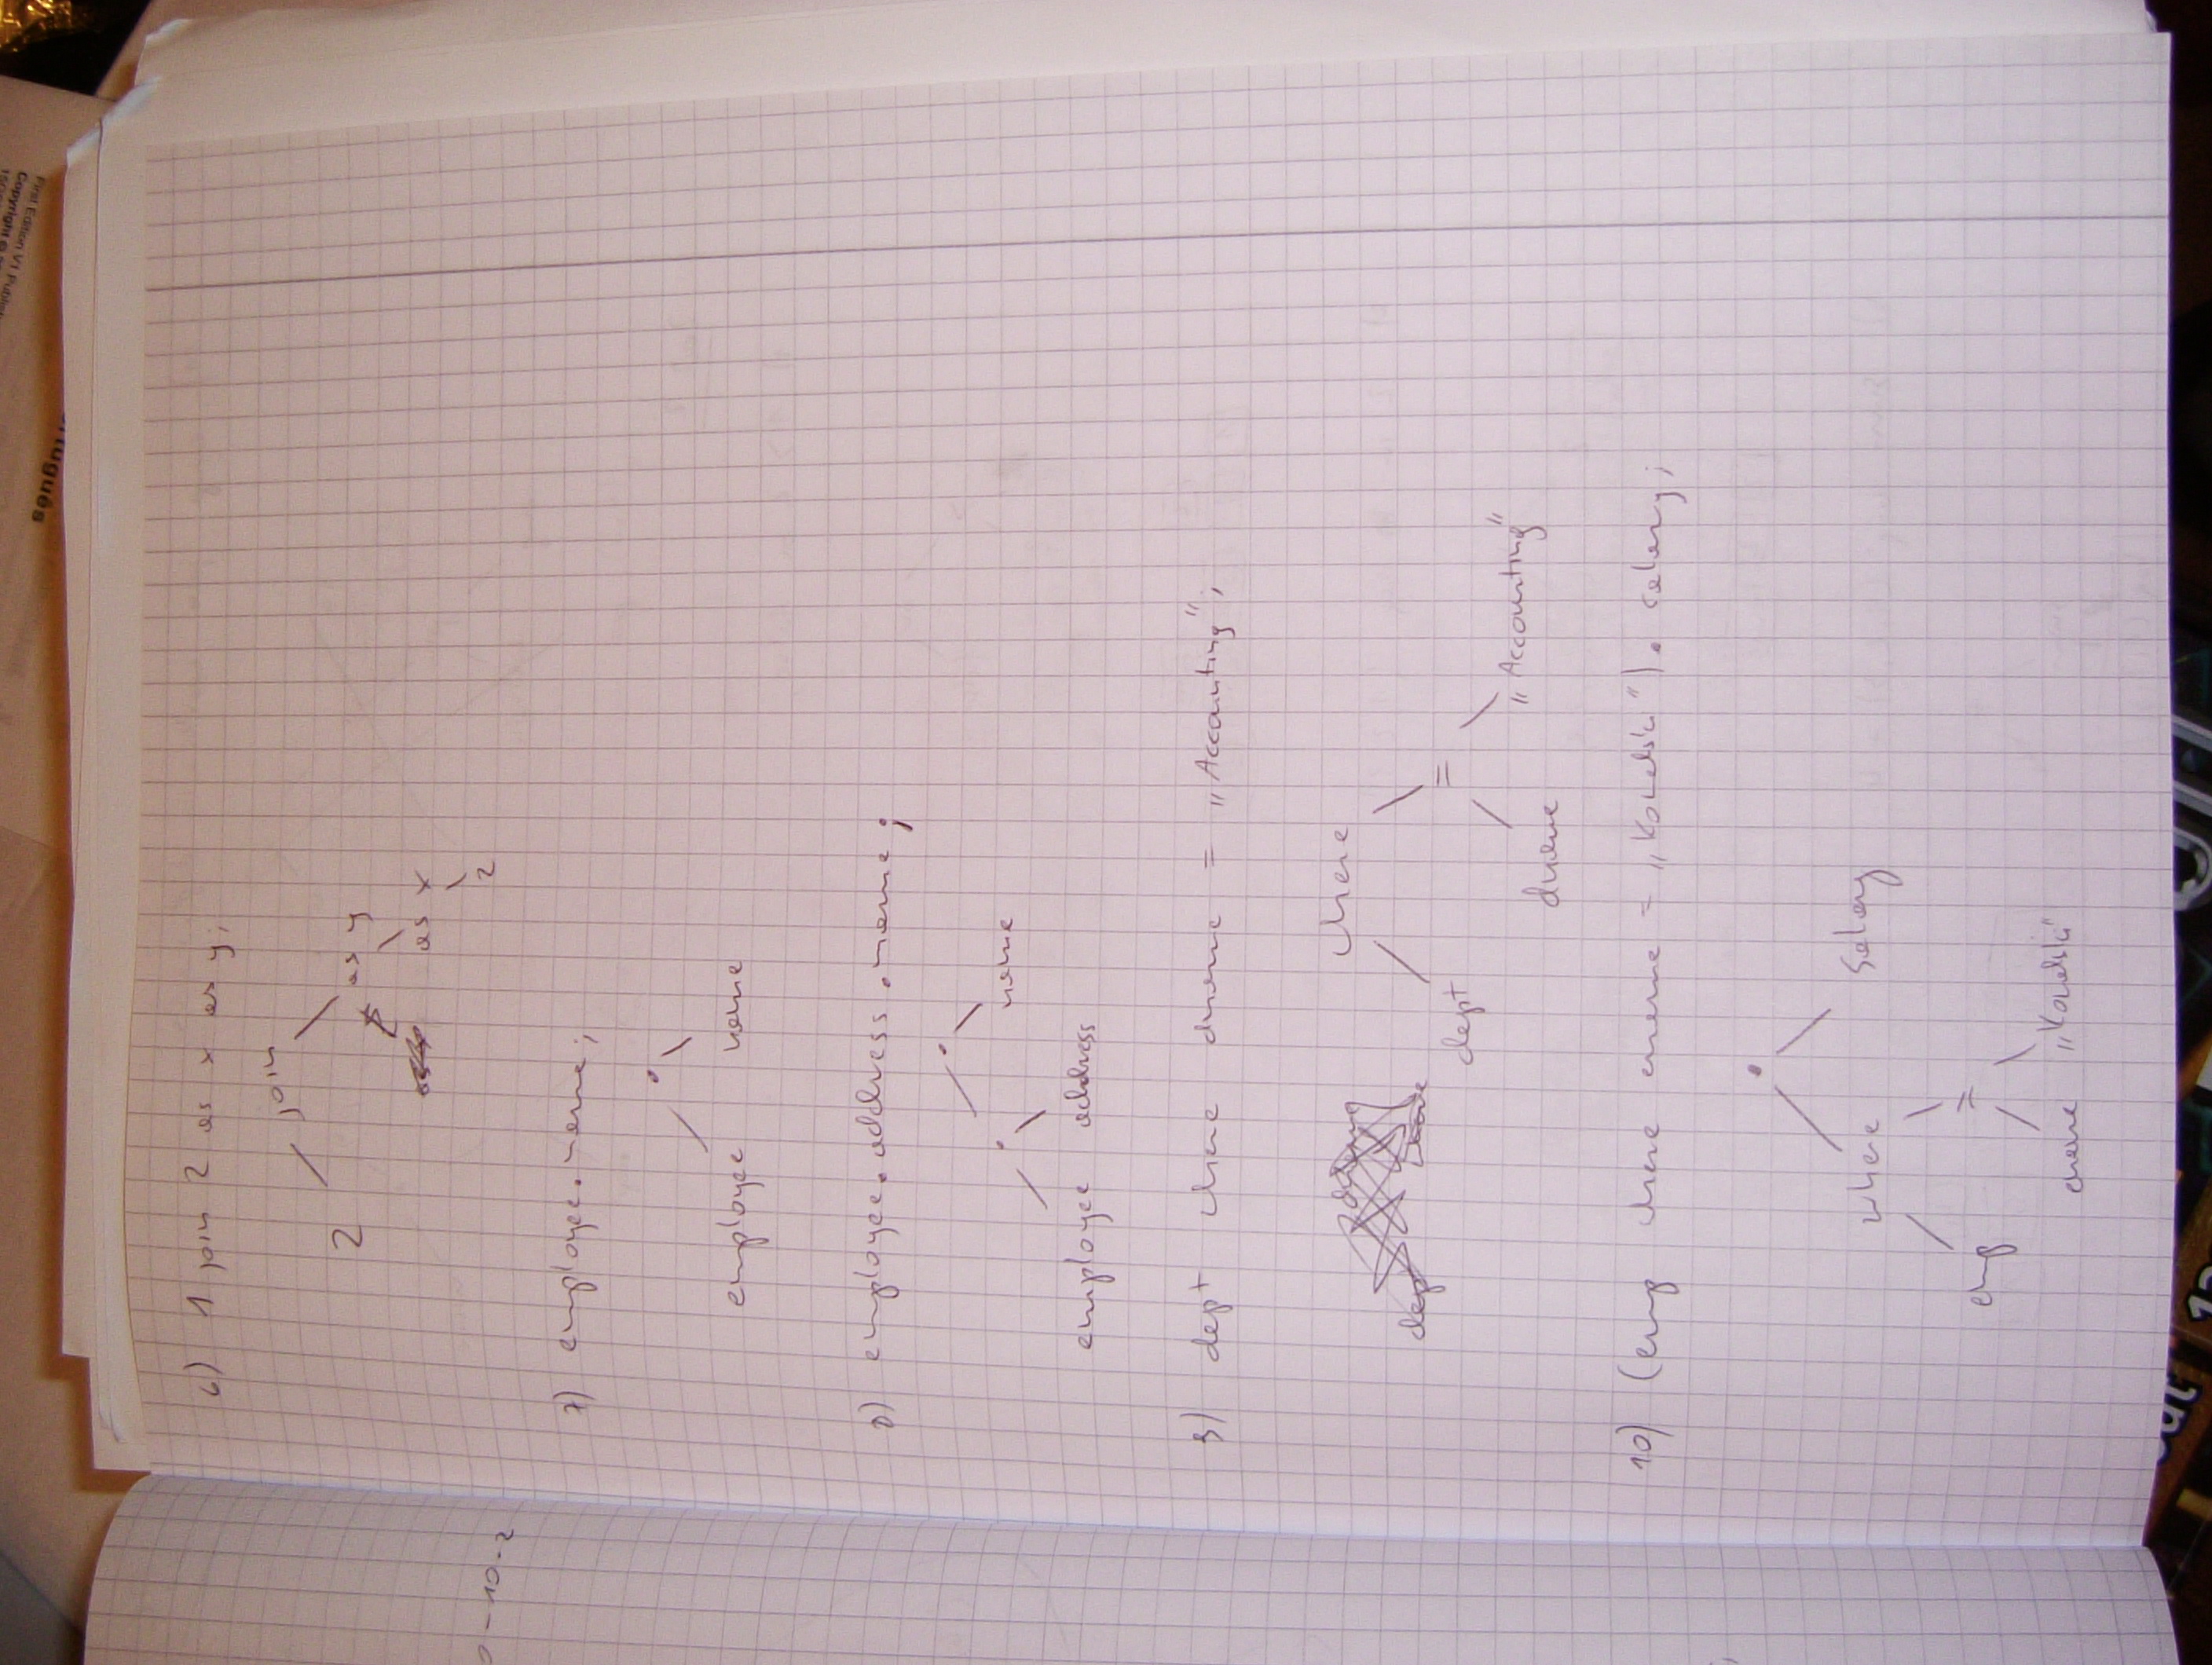 6) 1 join 2 as x as y;
join
2 as y
as x
2
7) employee.name;
.
employee name
8) employee.address.name;
.
. name
employee address
9) dept where dname = „Accounting";
where
dept =
dname „Accounting"
dept
10) (emp where ename = „Kowalski").salary;
.
where salary
emp =
ename „Kowalski"
-10-2
First Edition V1 Publis
Copyright ©